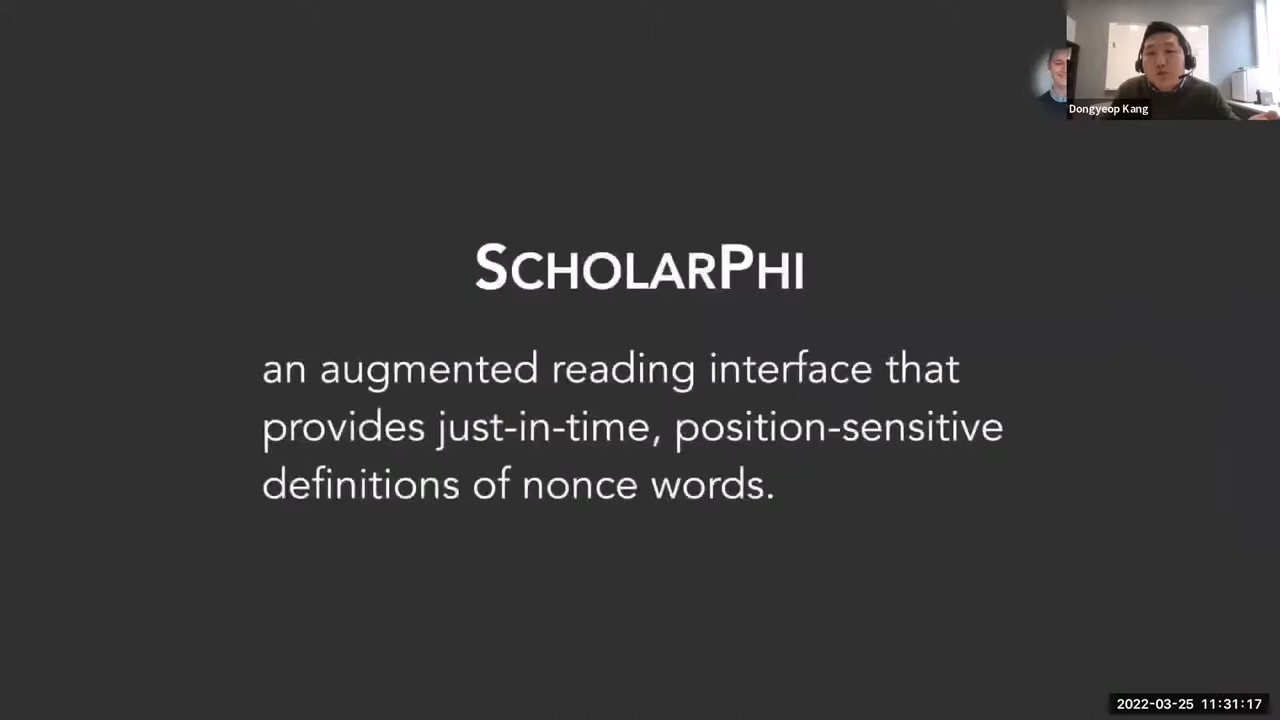 Dongyeop Kang
SCHOLARPHI
an augmented reading interface that
provides just-in-time, position-sensitive
definitions of nonce words.
2022-03-25 11:31:17